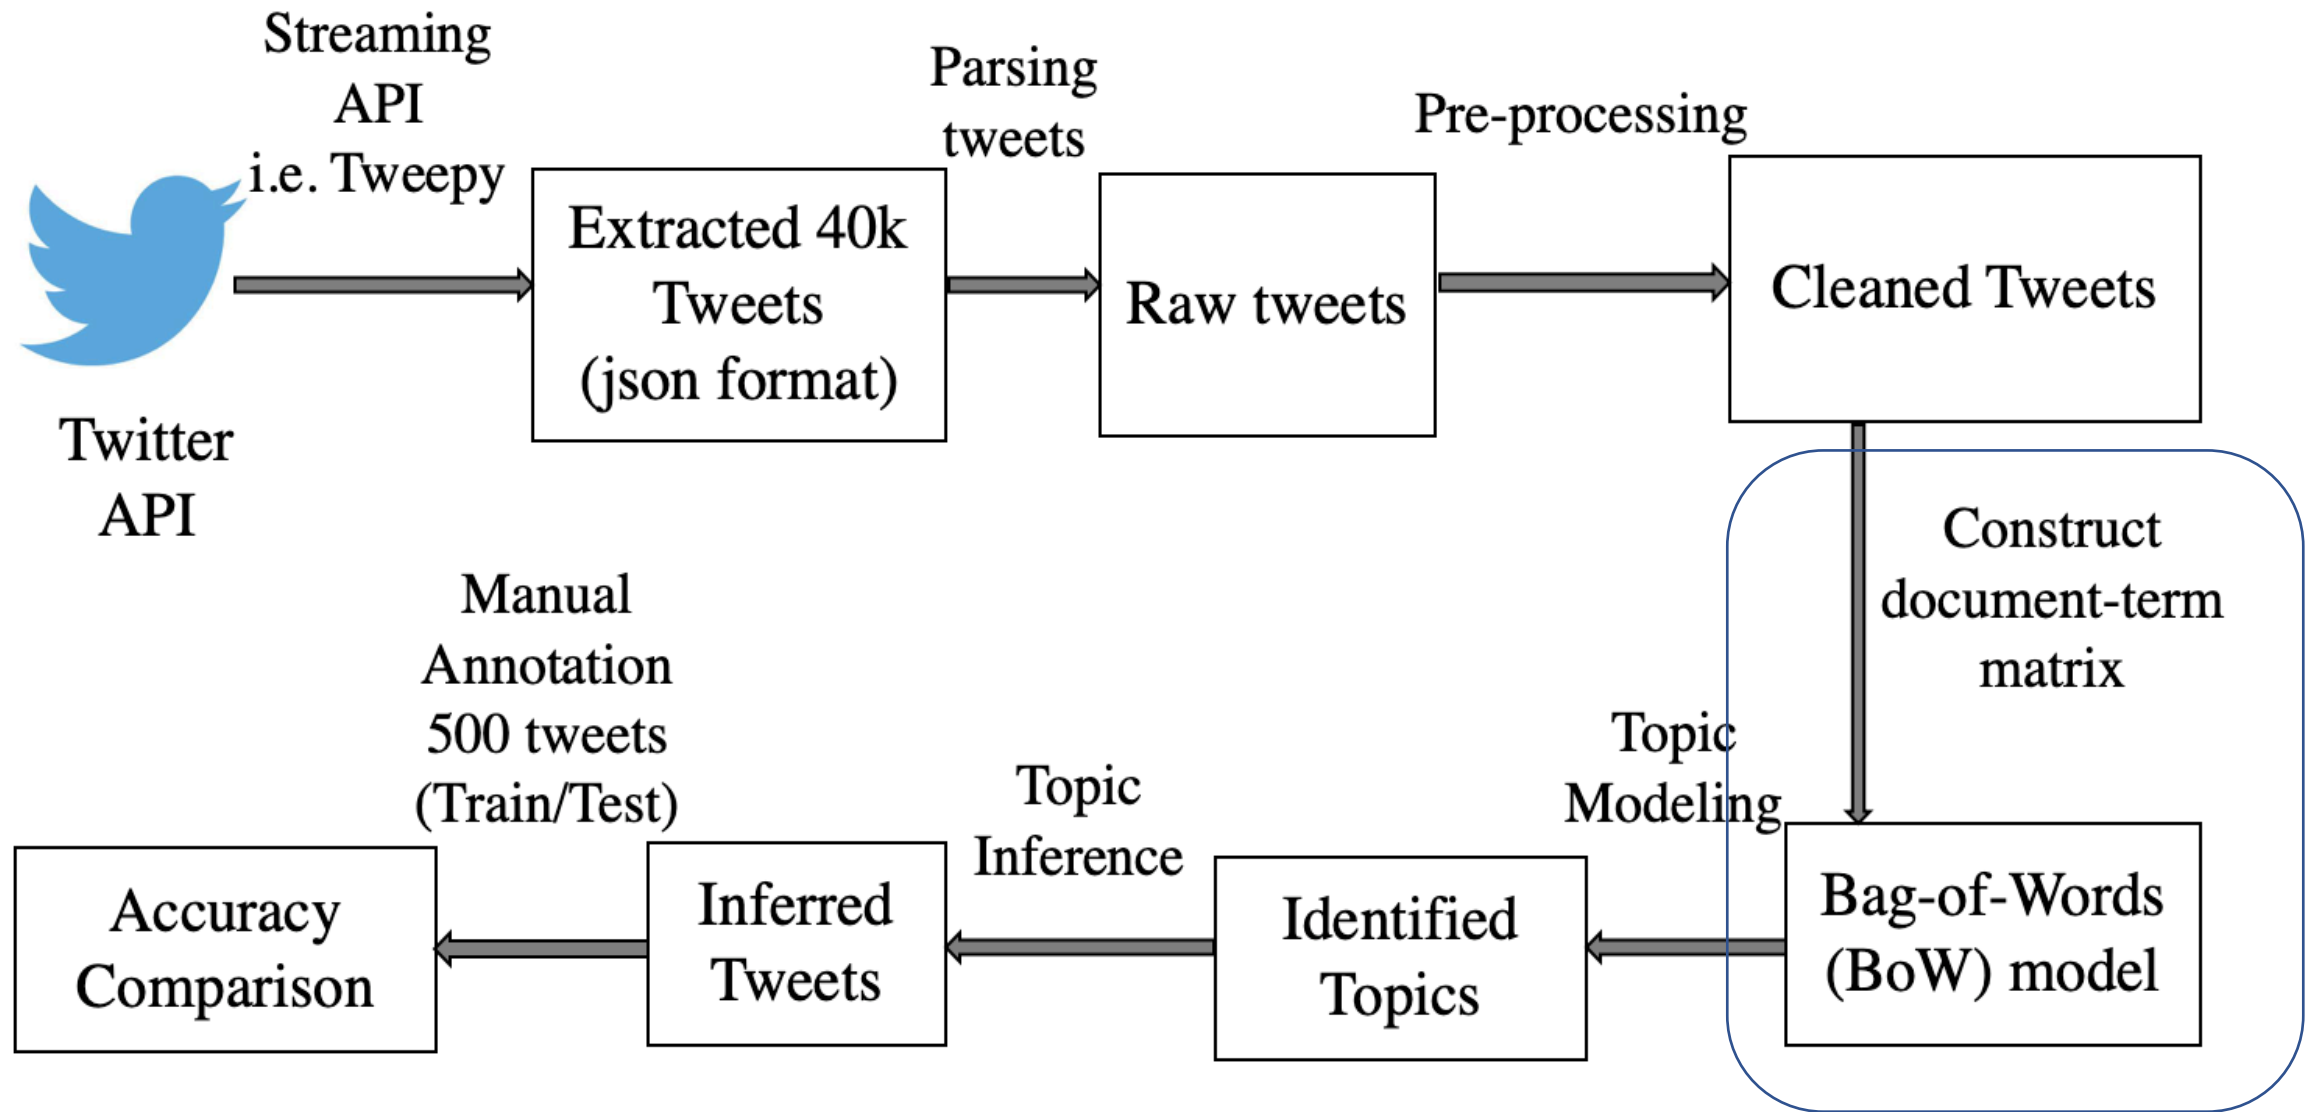 Streaming
API
i.e. Tweepy
Twitter
API
Extracted 40k
Tweets
(json format)
Parsing
tweets
Raw tweets
Pre-processing
Cleaned Tweets
Construct
document-term
matrix
Bag-of-Words
(BoW) model
Topic
Modeling
Identified
Topics
Topic
Inference
Inferred
Tweets
Manual
Annotation
500 tweets
(Train/Test)
Accuracy
Comparison